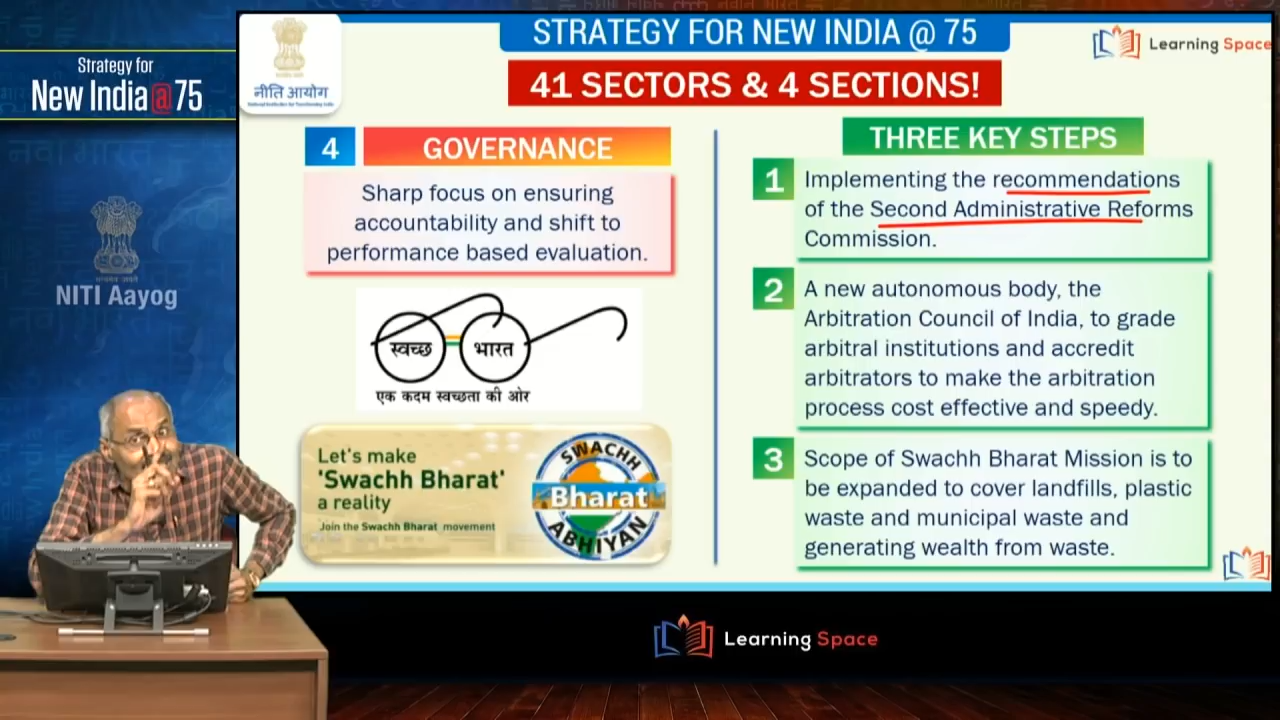 Strategy for
New India@75
NITI Aayog
नीति आयोग
National Institution for Transforming India
STRATEGY FOR NEW INDIA @ 75
41 SECTORS & 4 SECTIONS!
Learning Space
4
GOVERNANCE
Sharp focus on ensuring
accountability and shift to
performance based evaluation.
स्वच्छ भारत
एक कदम स्वच्छता की ओर
Let's make
'Swachh Bharat'
a reality
Join the Swachh Bharat movement
SWACHH
Bharat
ABHIYAN
THREE KEY STEPS
1
Implementing the recommendations
of the Second Administrative Reforms
Commission.
2
A new autonomous body, the
Arbitration Council of India, to grade
arbitral institutions and accredit
arbitrators to make the arbitration
process cost effective and speedy.
3
Scope of Swachh Bharat Mission is to
be expanded to cover landfills, plastic
waste and municipal waste and
generating wealth from waste.
Learning Space